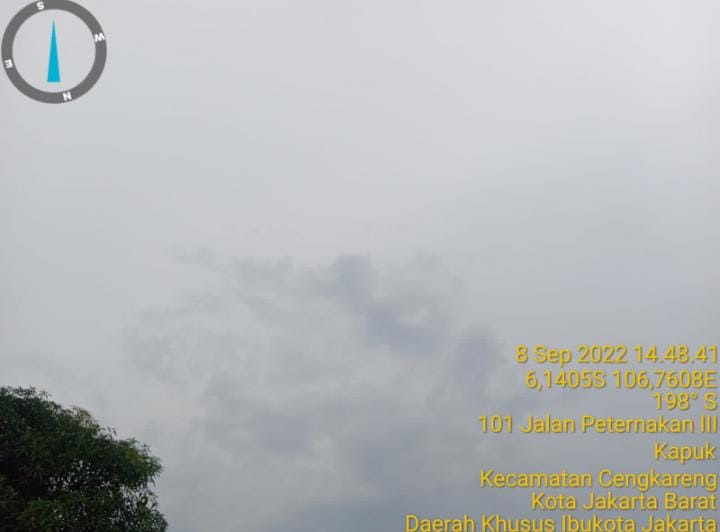 S
W
E
N
8 Sep 2022 14.48.41
6,1405S 106,7608E
198° S
101 Jalan Peternakan III
Kapuk
Kecamatan Cengkareng
Kota Jakarta Barat
Daerah Khusus Ibukota Jakarta